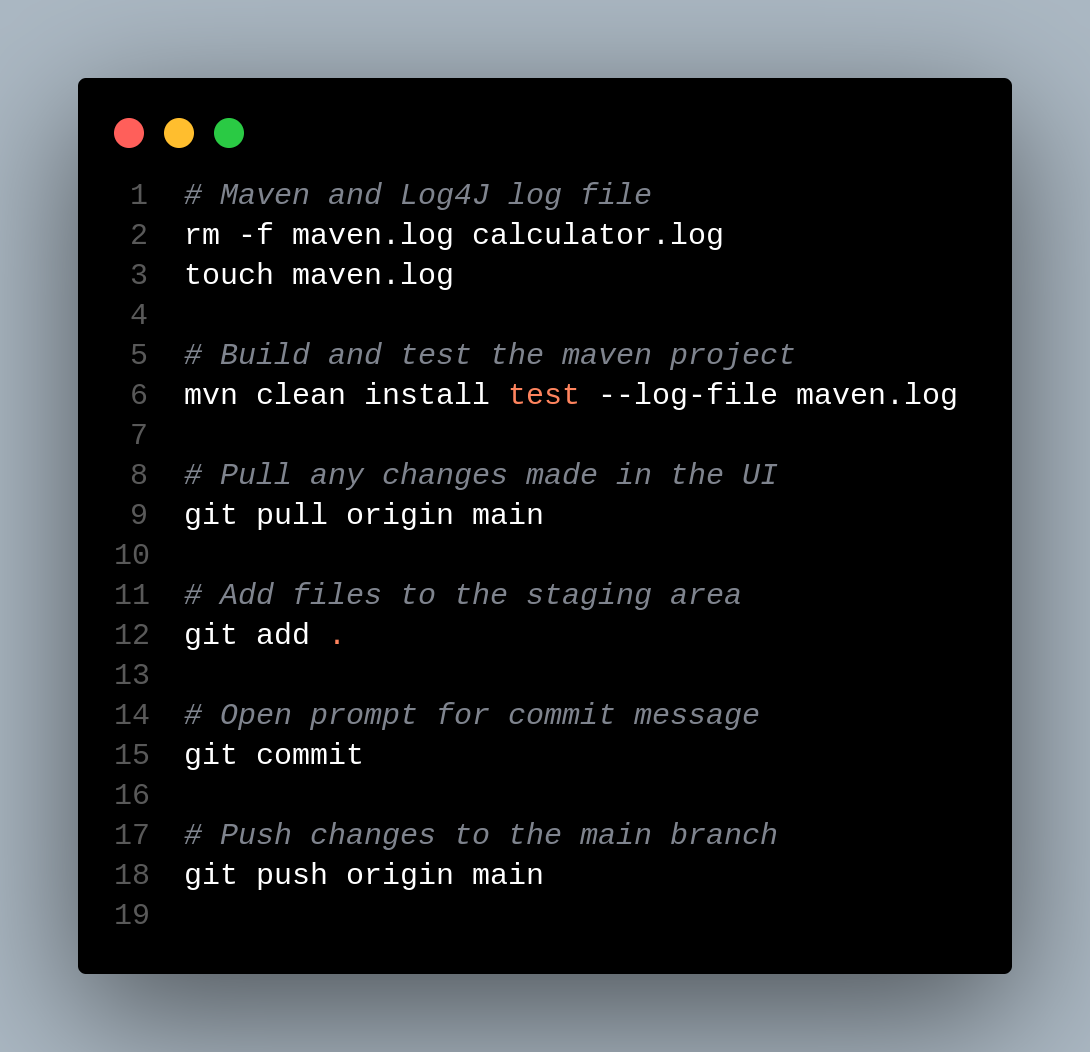 1 # Maven and Log4J log file
2 rm -f maven.log calculator.log
3 touch maven.log
4
5 # Build and test the maven project
6 mvn clean install test --log-file maven.log
7
8 # Pull any changes made in the UI
9 git pull origin main
10
11 # Add files to the staging area
12 git add .
13
14 # Open prompt for commit message
15 git commit
16
17 # Push changes to the main branch
18 git push origin main
19